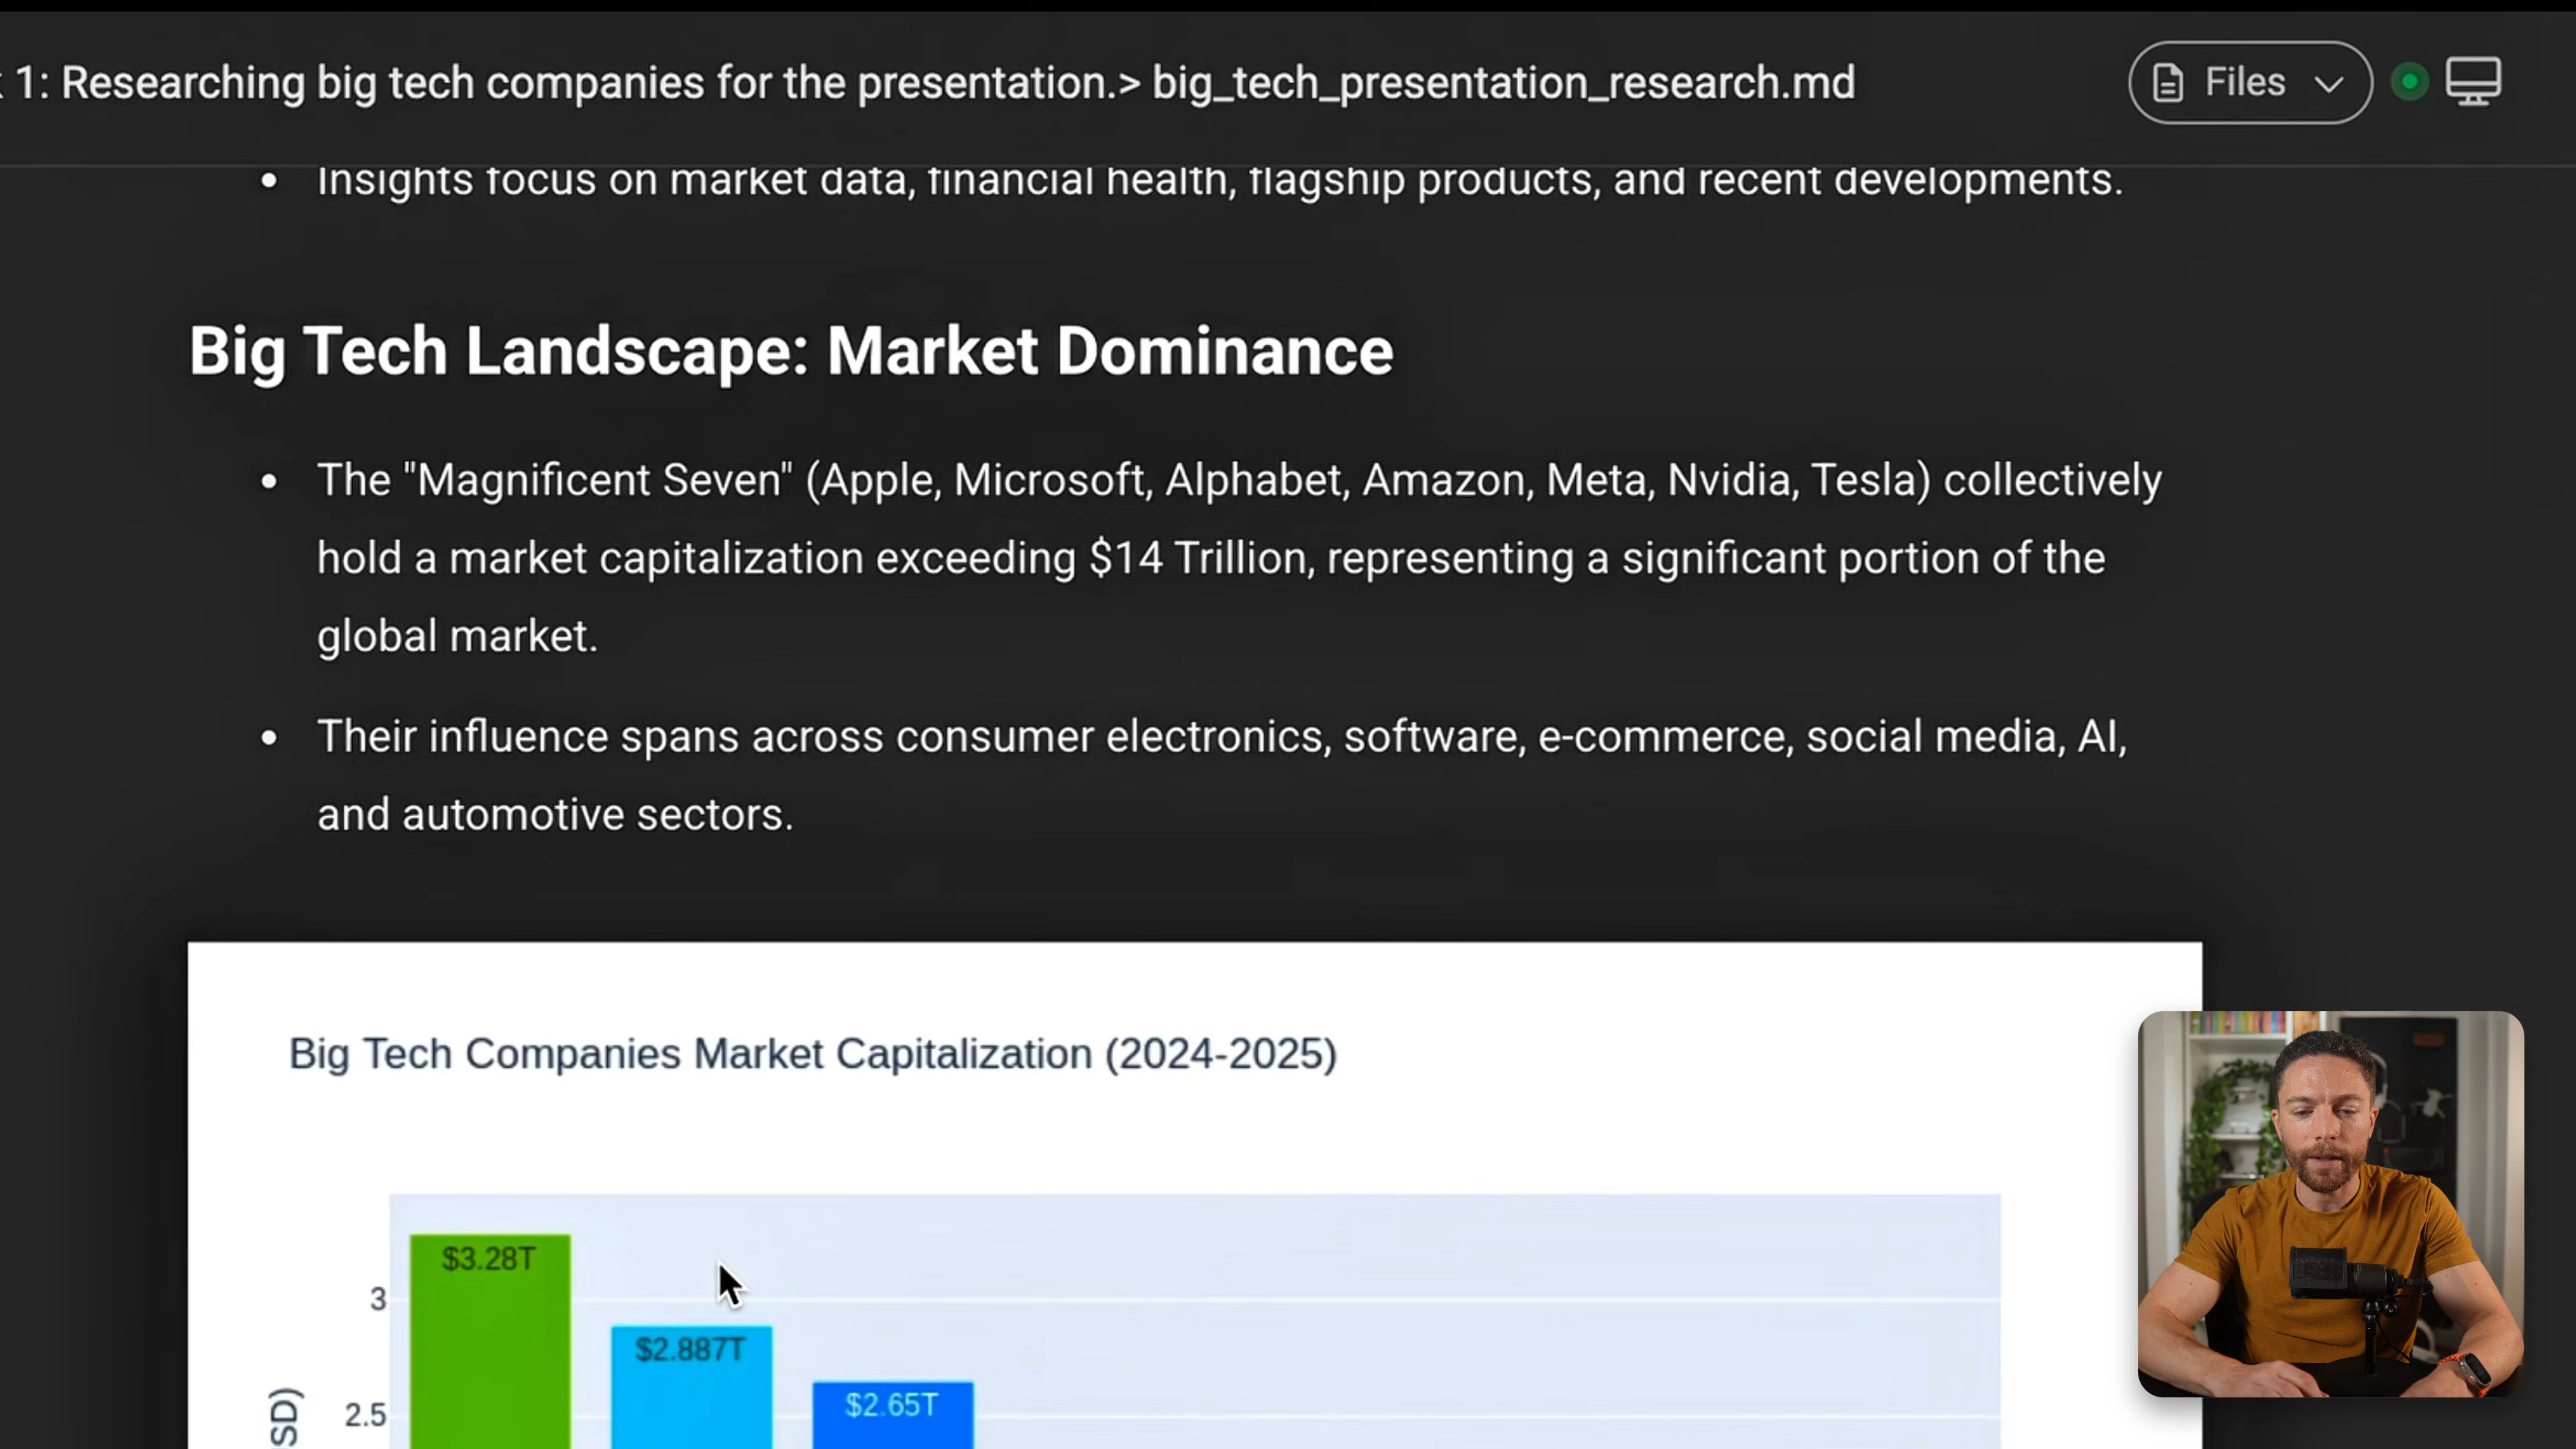 1: Researching big tech companies for the presentation.> big_tech_presentation_research.md
Files
• Insights focus on market data, financial health, flagship products, and recent developments.
Big Tech Landscape: Market Dominance
• The "Magnificent Seven" (Apple, Microsoft, Alphabet, Amazon, Meta, Nvidia, Tesla) collectively
hold a market capitalization exceeding $14 Trillion, representing a significant portion of the
global market.
• Their influence spans across consumer electronics, software, e-commerce, social media, AI,
and automotive sectors.
Big Tech Companies Market Capitalization (2024-2025)
$3.28T
3
$2.887T
$2.65T
2.5
SD)